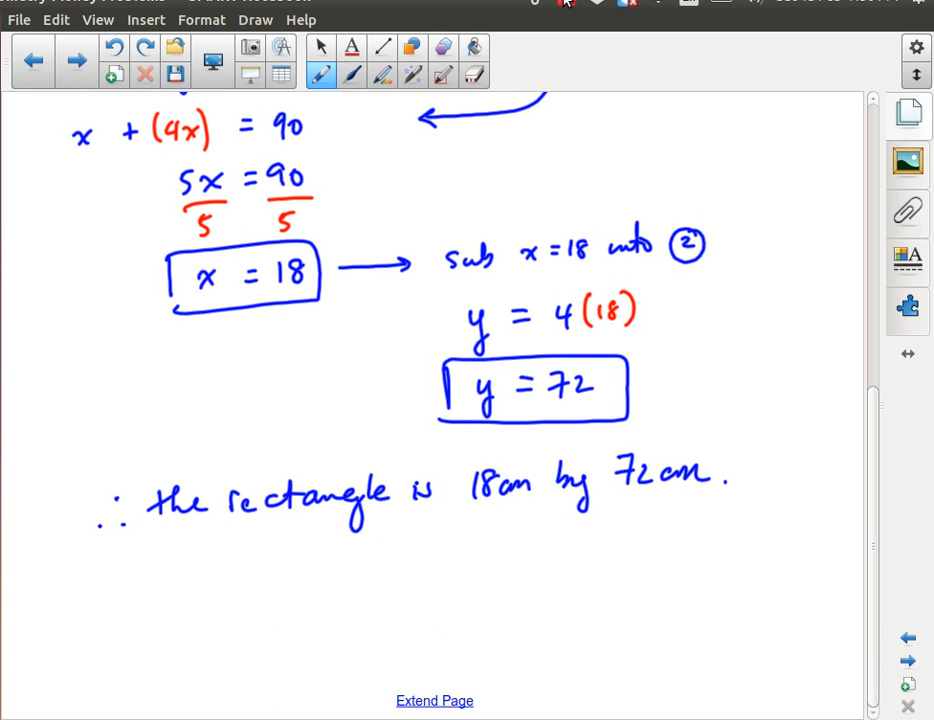 File Edit View Insert Format Draw Help
x + (4x) = 90
5x = 90
5 5
x = 18 → sub x = 18 into ②
y = 4(18)
y = 72
∴ the rectangle is 18cm by 72cm.
Extend Page